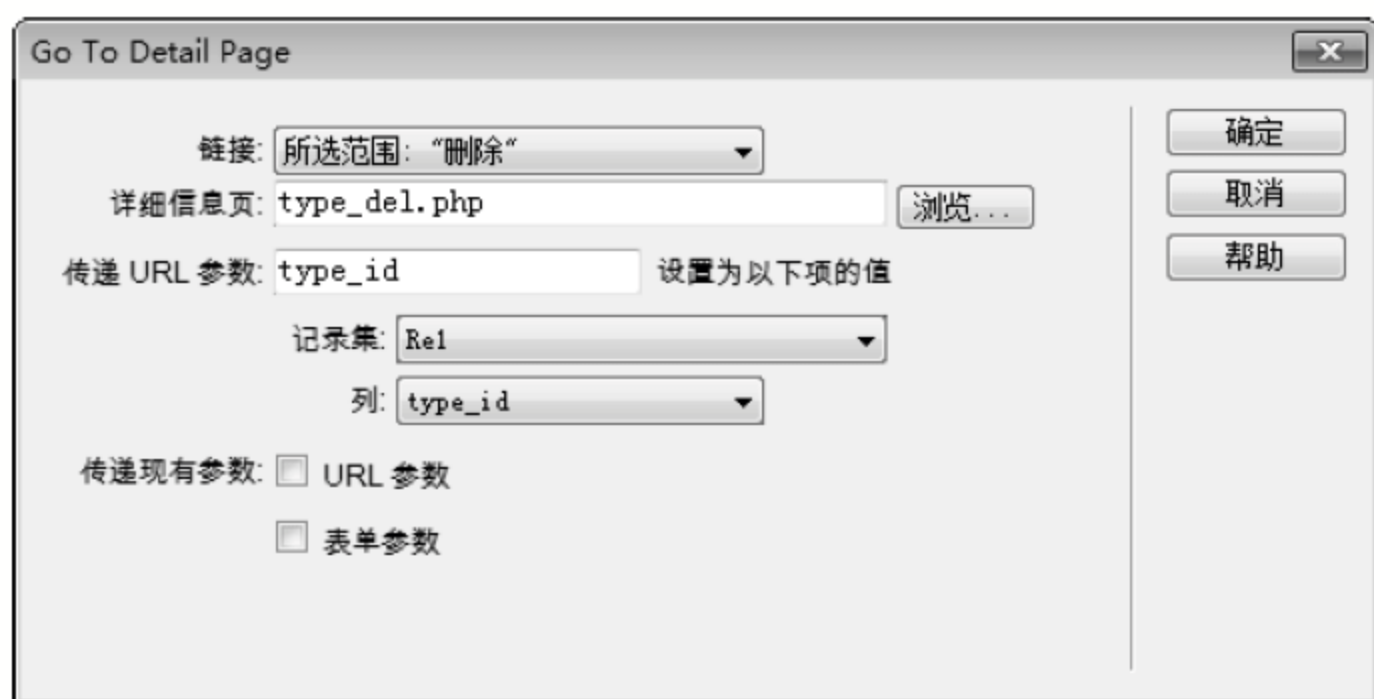 Go To Detail Page
链接: 所选范围: "删除"
详细信息页: type_del.php 浏览...
传递 URL 参数: type_id 设置为以下项的值
记录集: Re1
列: type_id
传递现有参数: URL 参数
表单参数
确定
取消
帮助